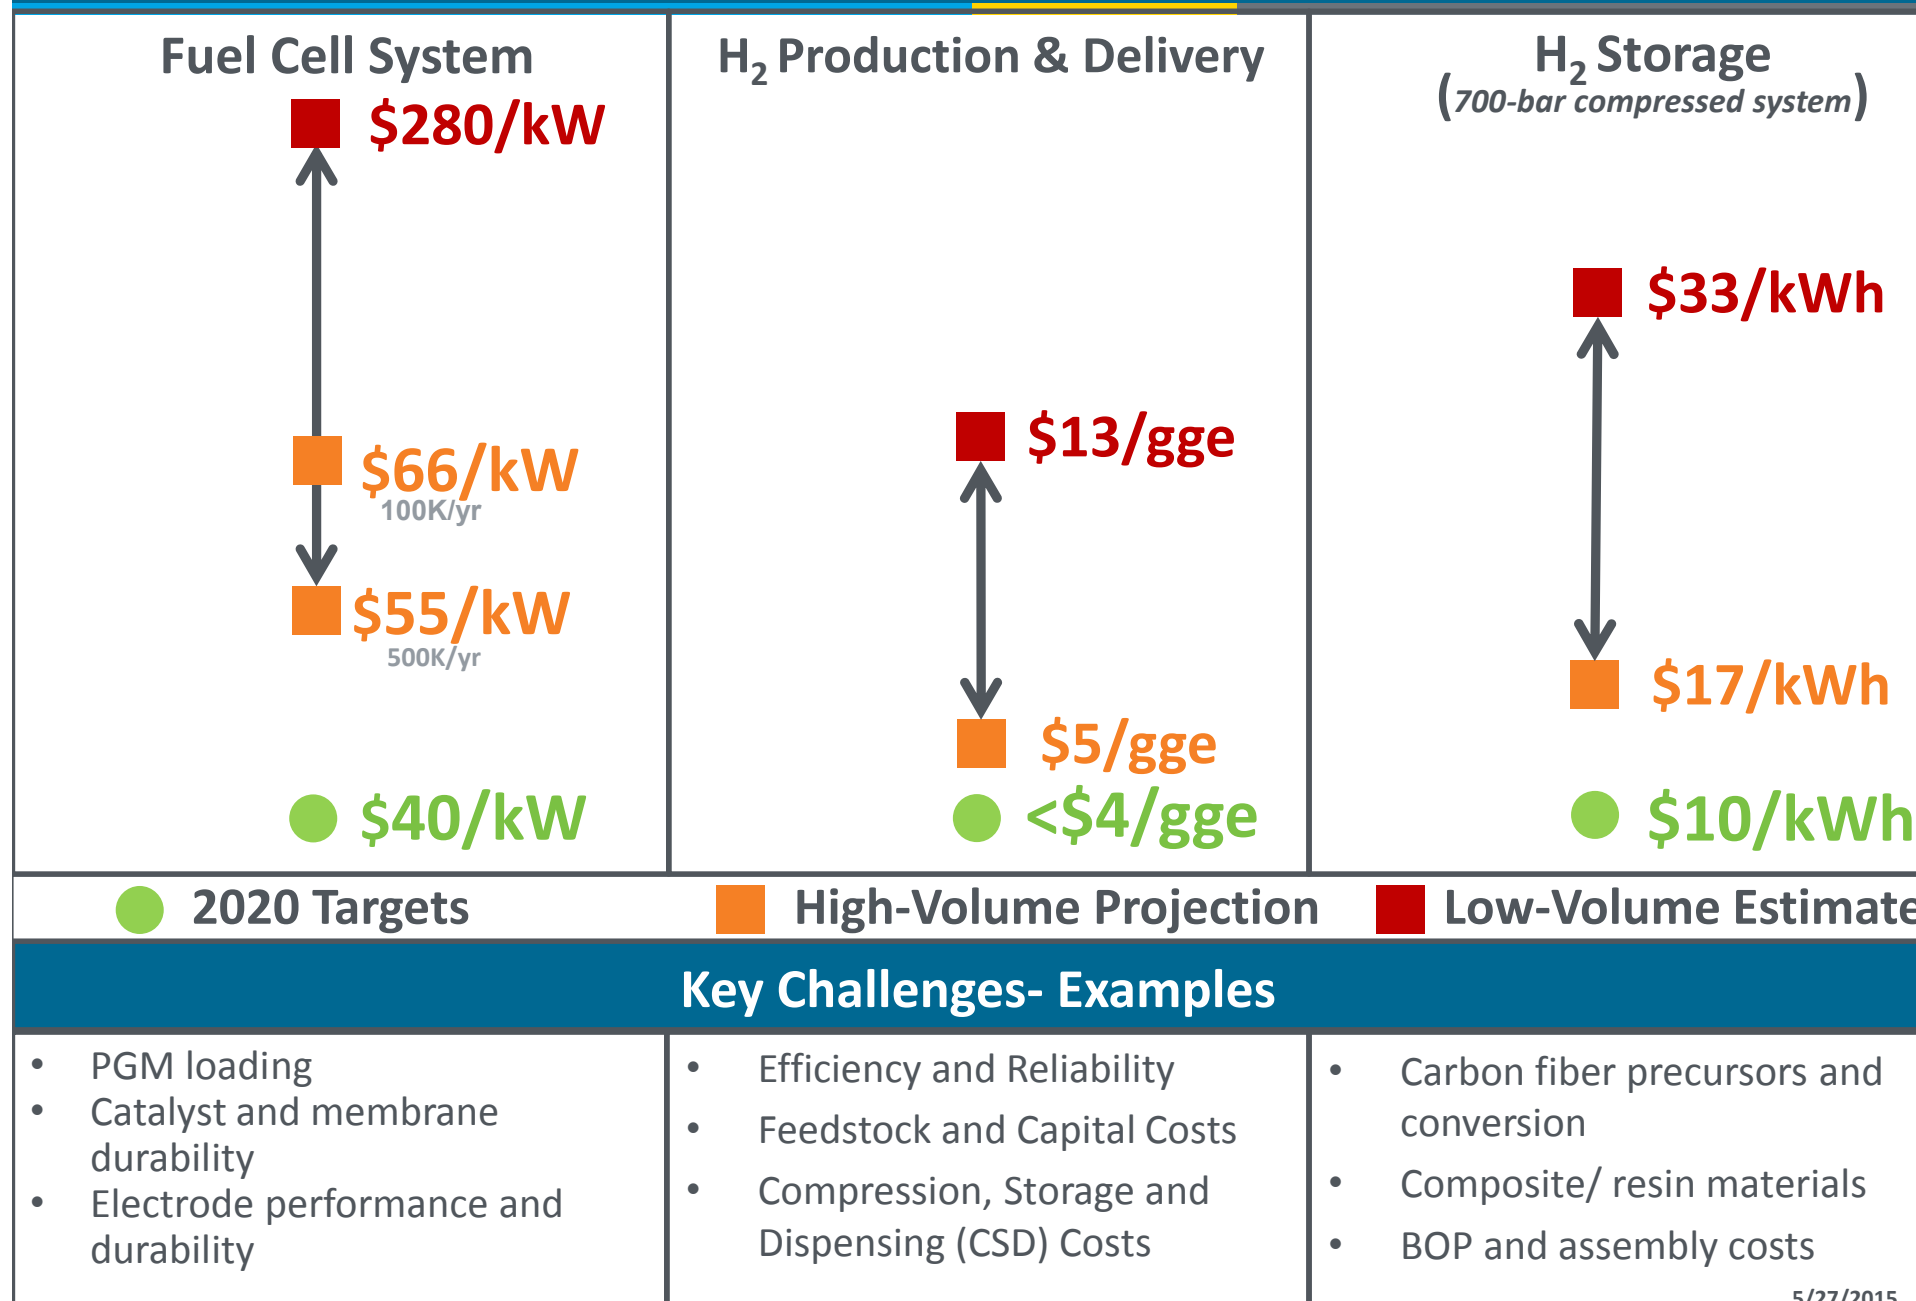 Fuel Cell System
$280/kW
$66/kW
100K/yr
$55/kW
500K/yr
$40/kW
H2 Production & Delivery
$13/gge
$5/gge
<$4/gge
H2 Storage
(700-bar compressed system)
$33/kWh
$17/kWh
$10/kWh
2020 Targets
High-Volume Projection
Low-Volume Estimate
Key Challenges- Examples
• PGM loading
• Catalyst and membrane
durability
• Electrode performance and
durability
• Efficiency and Reliability
• Feedstock and Capital Costs
• Compression, Storage and
Dispensing (CSD) Costs
• Carbon fiber precursors and
conversion
• Composite/ resin materials
• BOP and assembly costs
5/27/2015